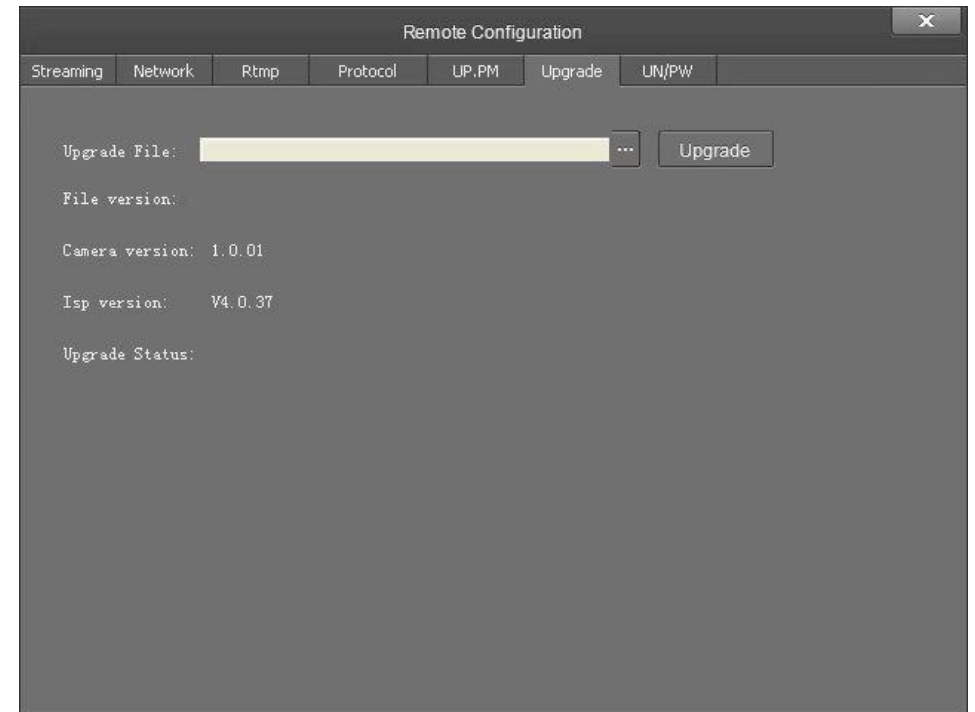 Remote Configuration X
Streaming Network Rtmp Protocol UP.PM Upgrade UN/PW
Upgrade File: ... Upgrade
File version:
Camera version: 1.0.01
Isp version: V4.0.37
Upgrade Status: